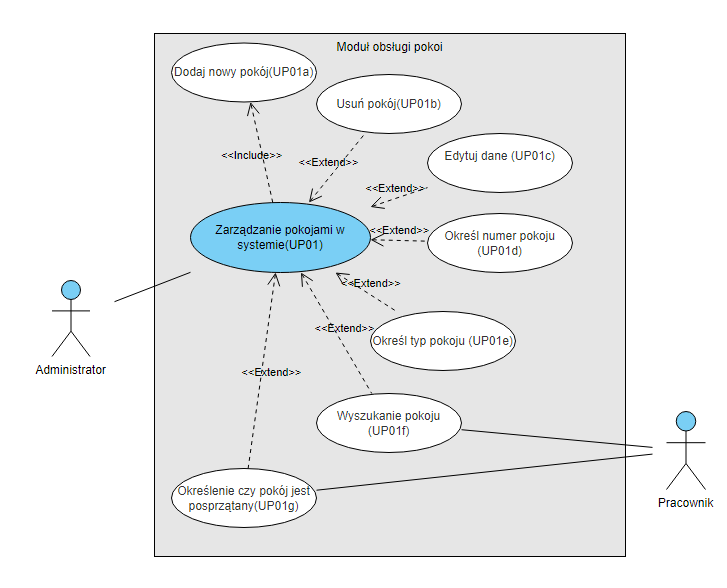 Moduł obsługi pokoi
Dodaj nowy pokój(UP01a)
Usuń pokój(UP01b)
<<Include>>
<<Extend>>
Edytuj dane (UP01c)
<<Extend>>
Zarządzanie pokojami w
systemie(UP01)
<<Extend>>
Określ numer pokoju
(UP01d)
<<Extend>>
<<Extend>>
Określ typ pokoju (UP01e)
Administrator
<<Extend>>
Wyszukanie pokoju
(UP01f)
Określenie czy pokój jest
posprzątany(UP01g)
Pracownik